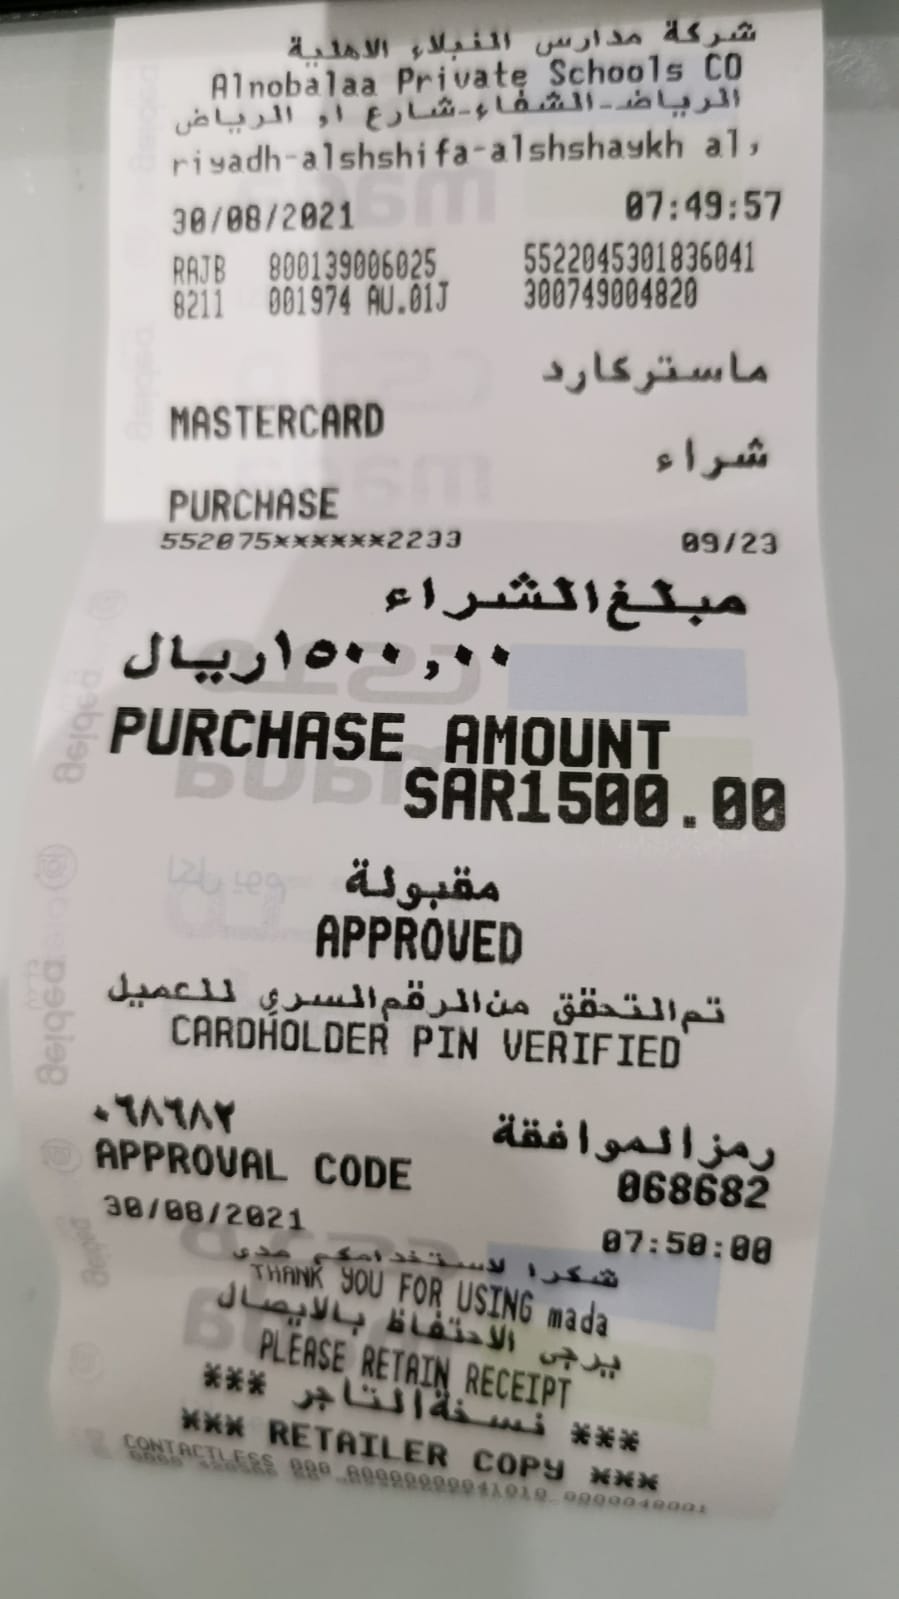 شركة مدارس النبلاء الاهلية
Alnobalaa Private Schools CO
الرياض-الشفاء-شارع او الرياض
riyadh-alshshifa-alshshaykh al,
30/08/2021 07:49:57
RAJB 800139006025 5522045301836041
8211 001974 AU.01J 300749004820
ماستركارد
MASTERCARD
شراء
PURCHASE
552075××××××2233 09/23
مبلغ الشراء
١٥٠٠,٠٠ ريال
PURCHASE AMOUNT
SAR1500.00
مقبولة
APPROVED
تم التحقق من الرقم السري للعميل
CARDHOLDER PIN VERIFIED
رمز الموافقة ٠٦٨٦٨٢
APPROVAL CODE 068682
30/08/2021 07:50:00
شكرا لاستخدامكم مدى
THANK YOU FOR USING mada
يرجى الاحتفاظ بالايصال
PLEASE RETAIN RECEIPT
*** نسخة التاجر ***
*** RETAILER COPY ***
CONTACTLESS 000